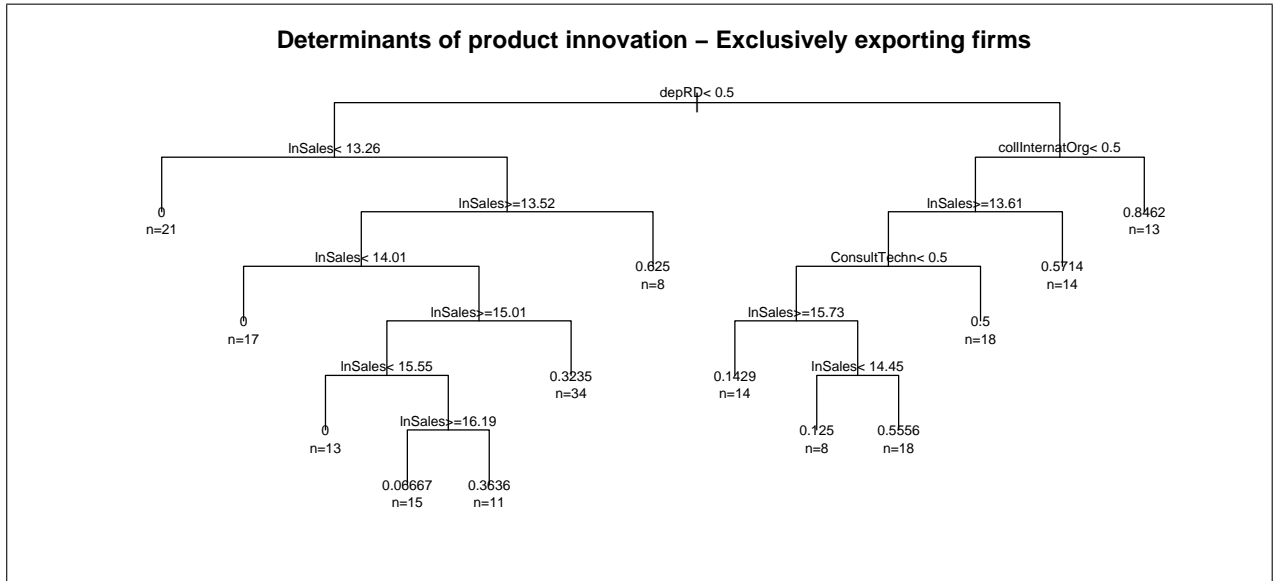 Determinants of product innovation – Exclusively exporting firms
depRD< 0.5
lnSales< 13.26
collInternatOrg< 0.5
0
n=21
lnSales>=13.52
lnSales>=13.61
0.8462
n=13
lnSales< 14.01
0.625
n=8
ConsultTechn< 0.5
0.5714
n=14
0
n=17
lnSales>=15.01
lnSales>=15.73
0.5
n=18
lnSales< 15.55
0.3235
n=34
0.1429
n=14
lnSales< 14.45
0
n=13
lnSales>=16.19
0.125
n=8
0.5556
n=18
0.06667
n=15
0.3636
n=11